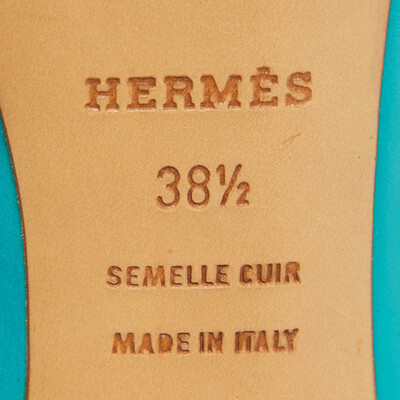 HERMÈS
38½
SEMELLE CUIR
MADE IN ITALY